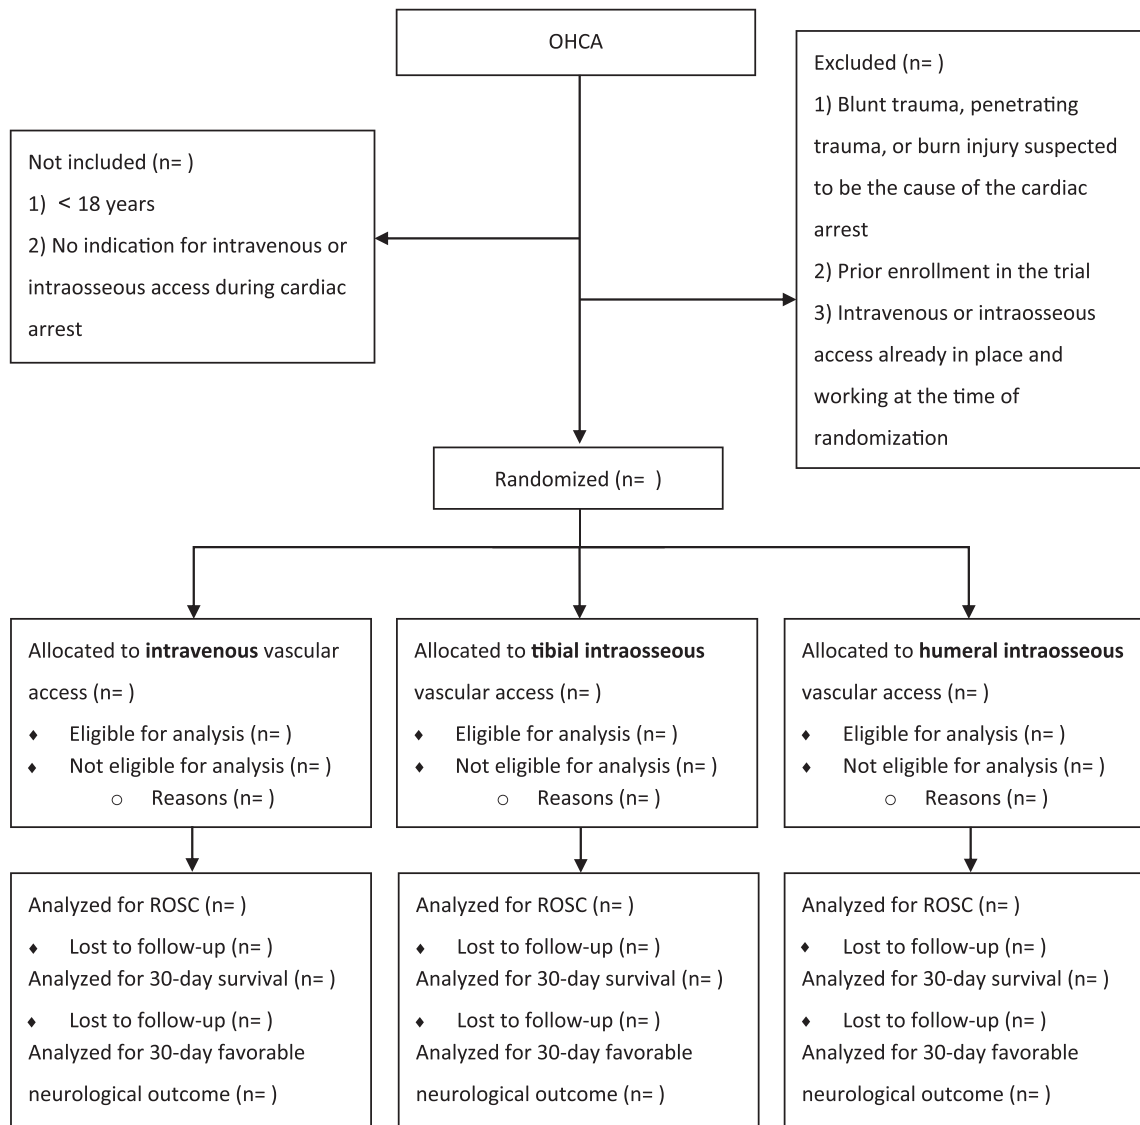 OHCA
Excluded (n= )
1) Blunt trauma, penetrating
trauma, or burn injury suspected
to be the cause of the cardiac
arrest
2) Prior enrollment in the trial
3) Intravenous or intraosseous
access already in place and
working at the time of
randomization
Not included (n= )
1) < 18 years
2) No indication for intravenous or
intraosseous access during cardiac
arrest
Randomized (n= )
Allocated to intravenous vascular
access (n= )
♦ Eligible for analysis (n= )
♦ Not eligible for analysis (n= )
○ Reasons (n= )
Allocated to tibial intraosseous
vascular access (n= )
♦ Eligible for analysis (n= )
♦ Not eligible for analysis (n= )
○ Reasons (n= )
Allocated to humeral intraosseous
vascular access (n= )
♦ Eligible for analysis (n= )
♦ Not eligible for analysis (n= )
○ Reasons (n= )
Analyzed for ROSC (n= )
♦ Lost to follow-up (n= )
Analyzed for 30-day survival (n= )
♦ Lost to follow-up (n= )
Analyzed for 30-day favorable
neurological outcome (n= )
Analyzed for ROSC (n= )
♦ Lost to follow-up (n= )
Analyzed for 30-day survival (n= )
♦ Lost to follow-up (n= )
Analyzed for 30-day favorable
neurological outcome (n= )
Analyzed for ROSC (n= )
♦ Lost to follow-up (n= )
Analyzed for 30-day survival (n= )
♦ Lost to follow-up (n= )
Analyzed for 30-day favorable
neurological outcome (n= )